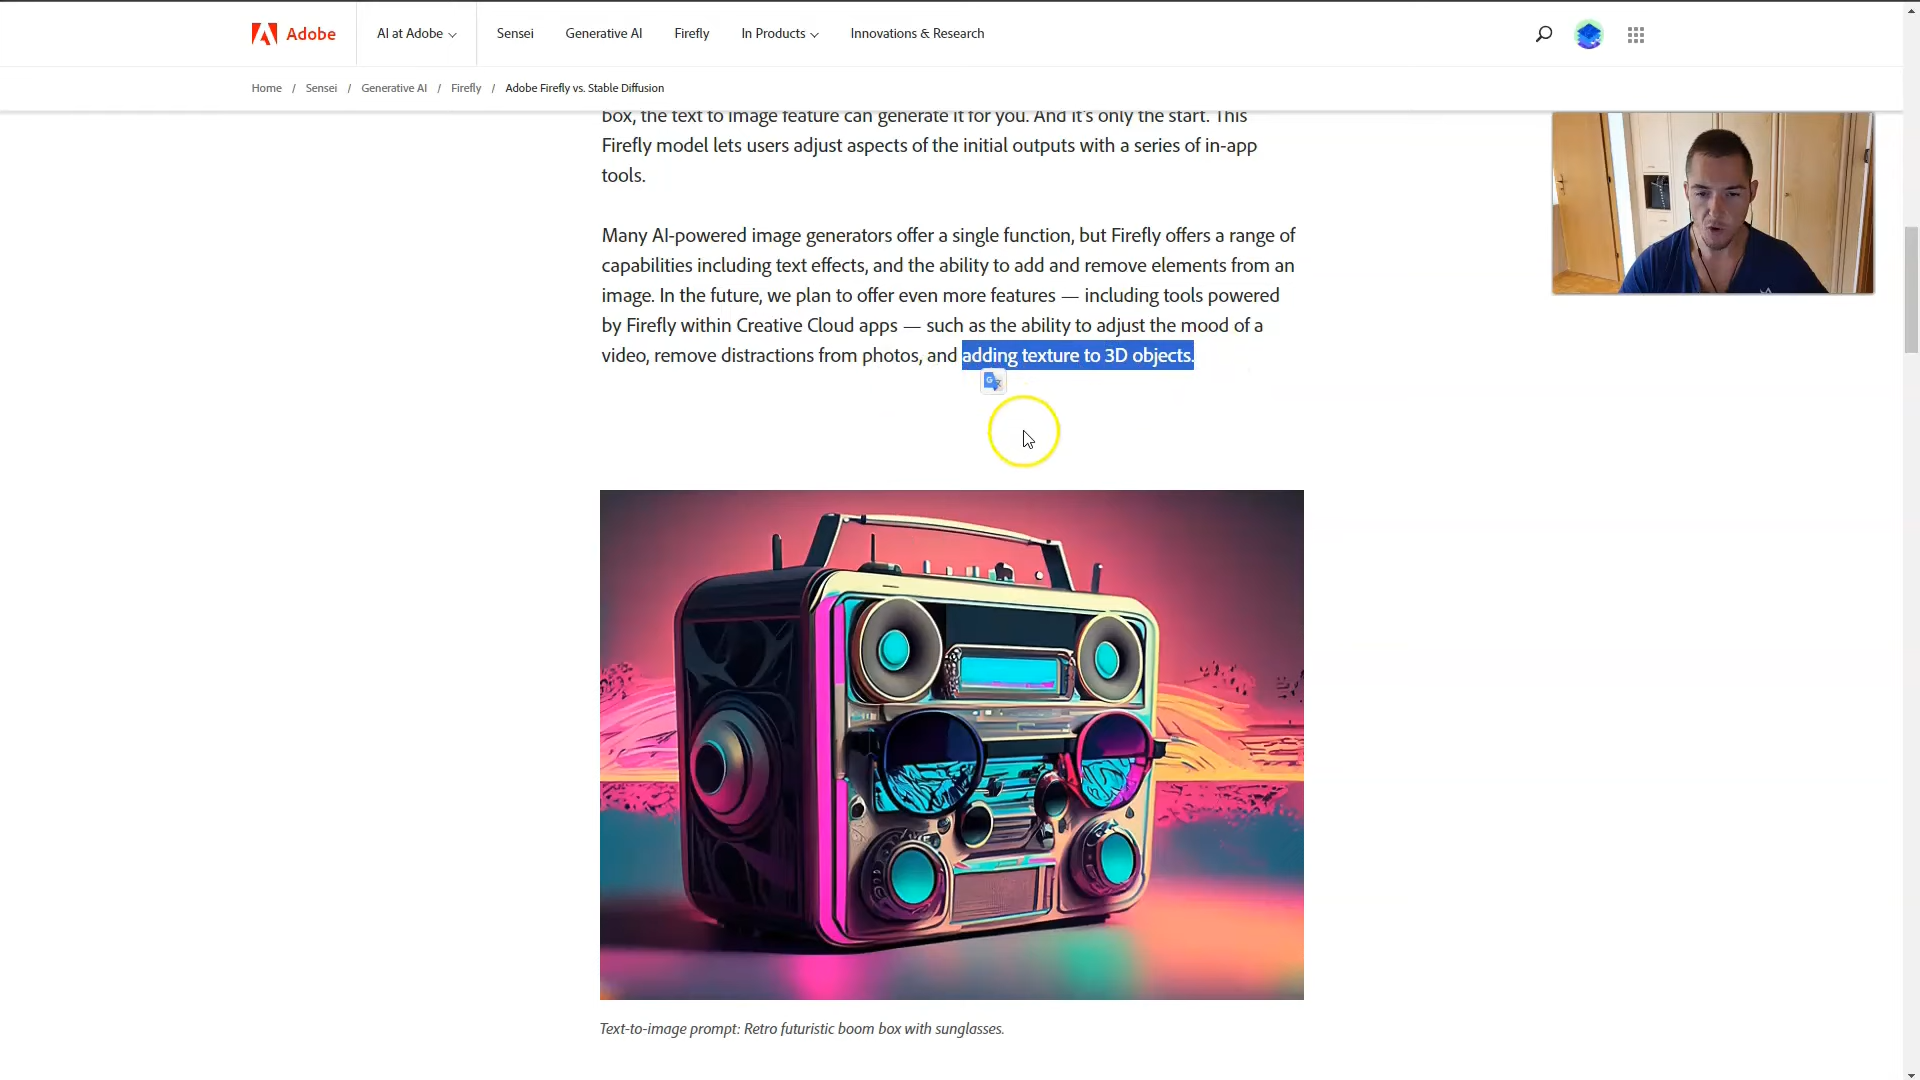 Adobe
AI at Adobe
Sensei
Generative AI
Firefly
In Products
Innovations & Research
Home / Sensei / Generative AI / Firefly / Adobe Firefly vs. Stable Diffusion
box, the text to image feature can generate it for you. And it's only the start. This
Firefly model lets users adjust aspects of the initial outputs with a series of in-app
tools.
Many AI-powered image generators offer a single function, but Firefly offers a range of
capabilities including text effects, and the ability to add and remove elements from an
image. In the future, we plan to offer even more features — including tools powered
by Firefly within Creative Cloud apps — such as the ability to adjust the mood of a
video, remove distractions from photos, and adding texture to 3D objects.
Text-to-image prompt: Retro futuristic boom box with sunglasses.